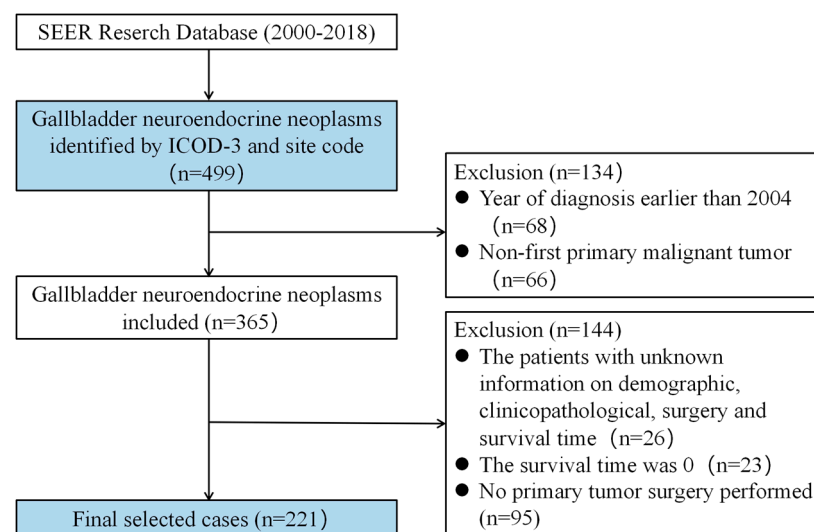 SEER Reserch Database (2000-2018)
Gallbladder neuroendocrine neoplasms
identified by ICOD-3 and site code
(n=499)
Exclusion (n=134)
● Year of diagnosis earlier than 2004
(n=68)
● Non-first primary malignant tumor
(n=66)
Gallbladder neuroendocrine neoplasms
included (n=365)
Exclusion (n=144)
● The patients with unknown
information on demographic,
clinicopathological, surgery and
survival time (n=26)
● The survival time was 0 (n=23)
● No primary tumor surgery performed
(n=95)
Final selected cases (n=221)